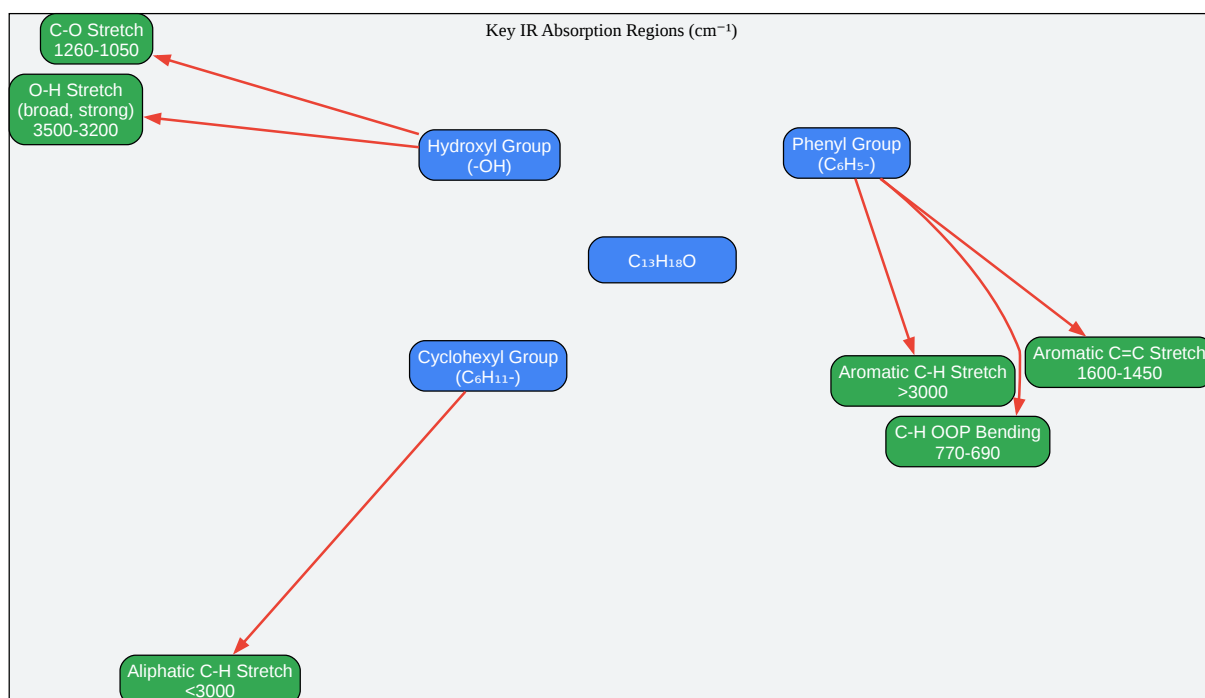 Key IR Absorption Regions (cm⁻¹)
C-O Stretch
1260-1050
O-H Stretch
(broad, strong)
3500-3200
Hydroxyl Group
(-OH)
Phenyl Group
(C₆H₅-)
C₁₃H₁₈O
Cyclohexyl Group
(C₆H₁₁-)
Aromatic C=C Stretch
1600-1450
Aromatic C-H Stretch
>3000
C-H OOP Bending
770-690
Aliphatic C-H Stretch
<3000